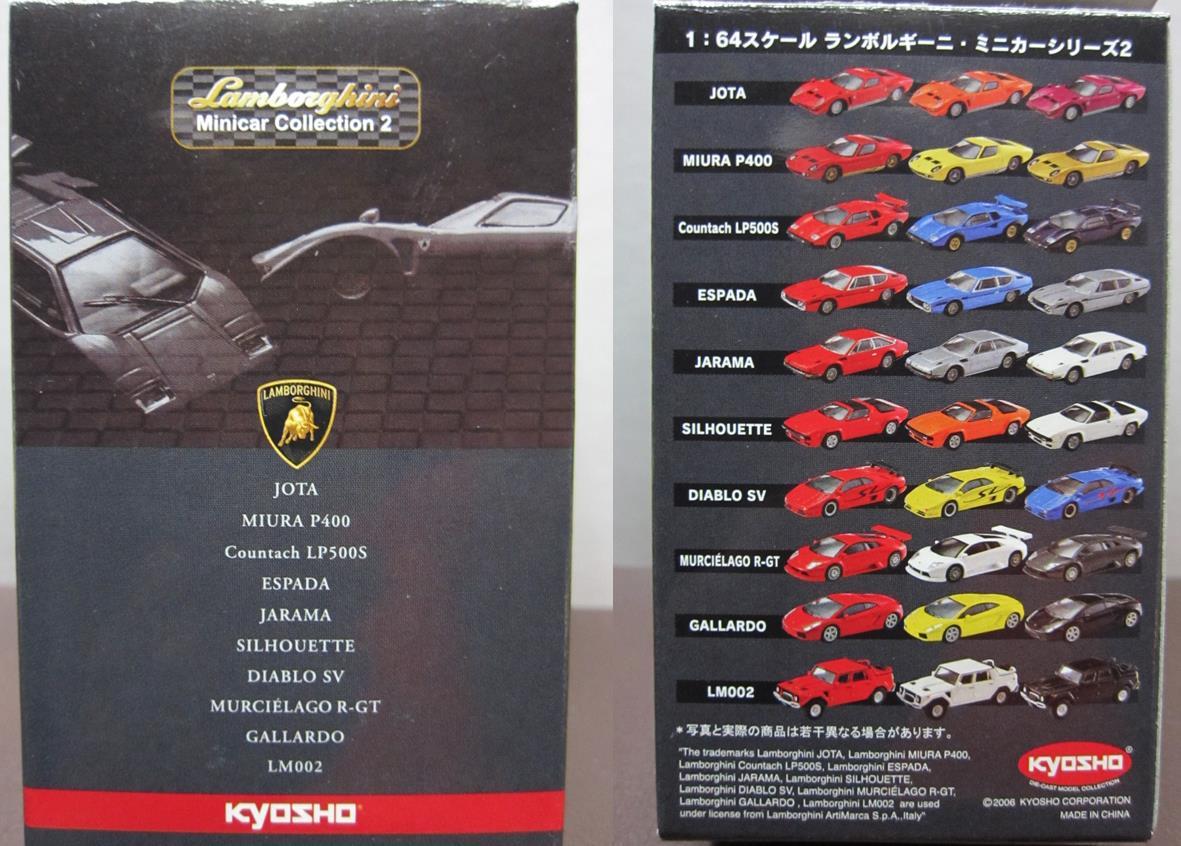 Lamborghini
Minicar Collection 2
LAMBORGHINI
JOTA
MIURA P400
Countach LP500S
ESPADA
JARAMA
SILHOUETTE
DIABLO SV
MURCIÉLAGO R-GT
GALLARDO
LM002
KYOSHO
1:64スケール ランボルギーニ・ミニカーシリーズ2
JOTA
MIURA P400
Countach LP500S
ESPADA
JARAMA
SILHOUETTE
DIABLO SV
MURCIÉLAGO R-GT
GALLARDO
LM002
*写真と実際の商品は若干異なる場合があります。
"The trademarks Lamborghini JOTA, Lamborghini MIURA P400,
Lamborghini Countach LP500S, Lamborghini ESPADA,
Lamborghini JARAMA, Lamborghini SILHOUETTE,
Lamborghini DIABLO SV, Lamborghini MURCIÉLAGO R-GT,
Lamborghini GALLARDO , Lamborghini LM002 are used
under license from Lamborghini ArtiMarca S.p.A.,Italy"
KYOSHO®
DIE-CAST MODEL COLLECTION
©2006 KYOSHO CORPORATION
MADE IN CHINA